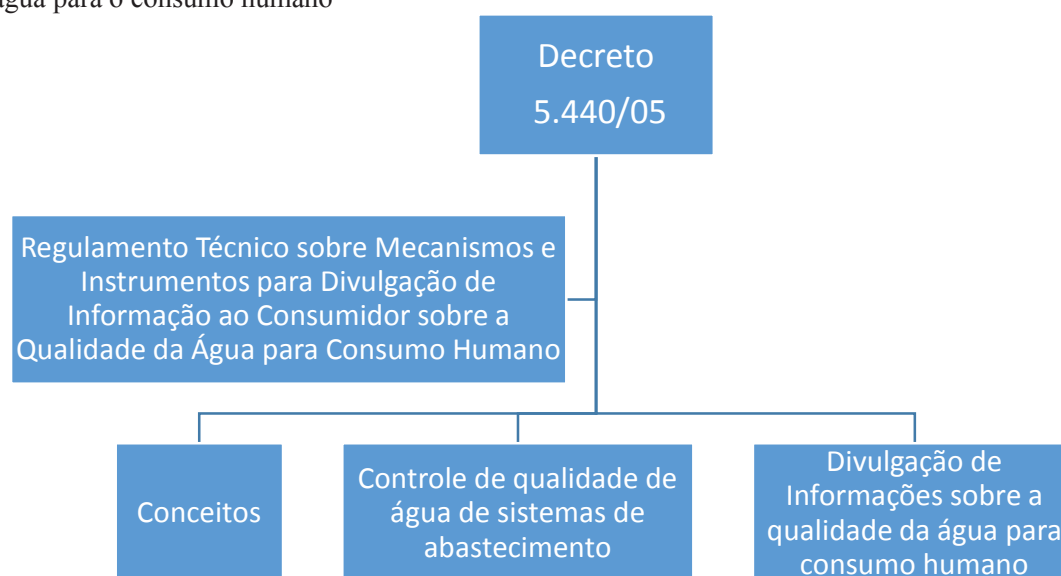 água para o consumo humano
Decreto
5.440/05
Regulamento Técnico sobre Mecanismos e
Instrumentos para Divulgação de
Informação ao Consumidor sobre a
Qualidade da Água para Consumo Humano
Conceitos
Controle de qualidade de
água de sistemas de
abastecimento
Divulgação de
Informações sobre a
qualidade da água para
consumo humano